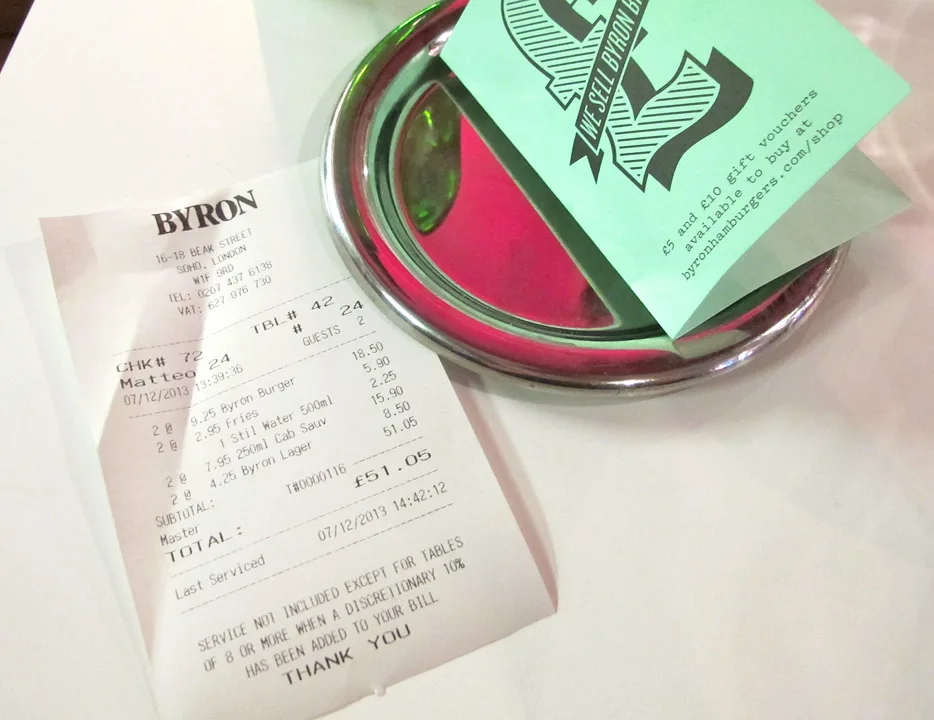 BYRON
16-18 BEAK STREET
SOHO, LONDON
W1F 9RD
TEL: 0207 437 6138
VAT: 627 076 730
TBL# 42
# 24
CHK# 72 GUESTS 2
Matteo 24
07/12/2013 13:39:36
2 @ 9.25 Byron Burger 18.50
2 @ 2.95 Fries 5.90
1 Stil Water 500ml 2.25
2 @ 7.95 250ml Cab Sauv 15.90
2 @ 4.25 Byron Lager 8.50
SUBTOTAL: 51.05
Master T#0000116
TOTAL: £51.05
Last Serviced 07/12/2013 14:42:12
SERVICE NOT INCLUDED EXCEPT FOR TABLES
OF 8 OR MORE WHEN A DISCRETIONARY 10%
HAS BEEN ADDED TO YOUR BILL
THANK YOU
£
WE SELL BYRON
£5 and £10 gift vouchers
available to buy at
byronhamburgers.com/shop